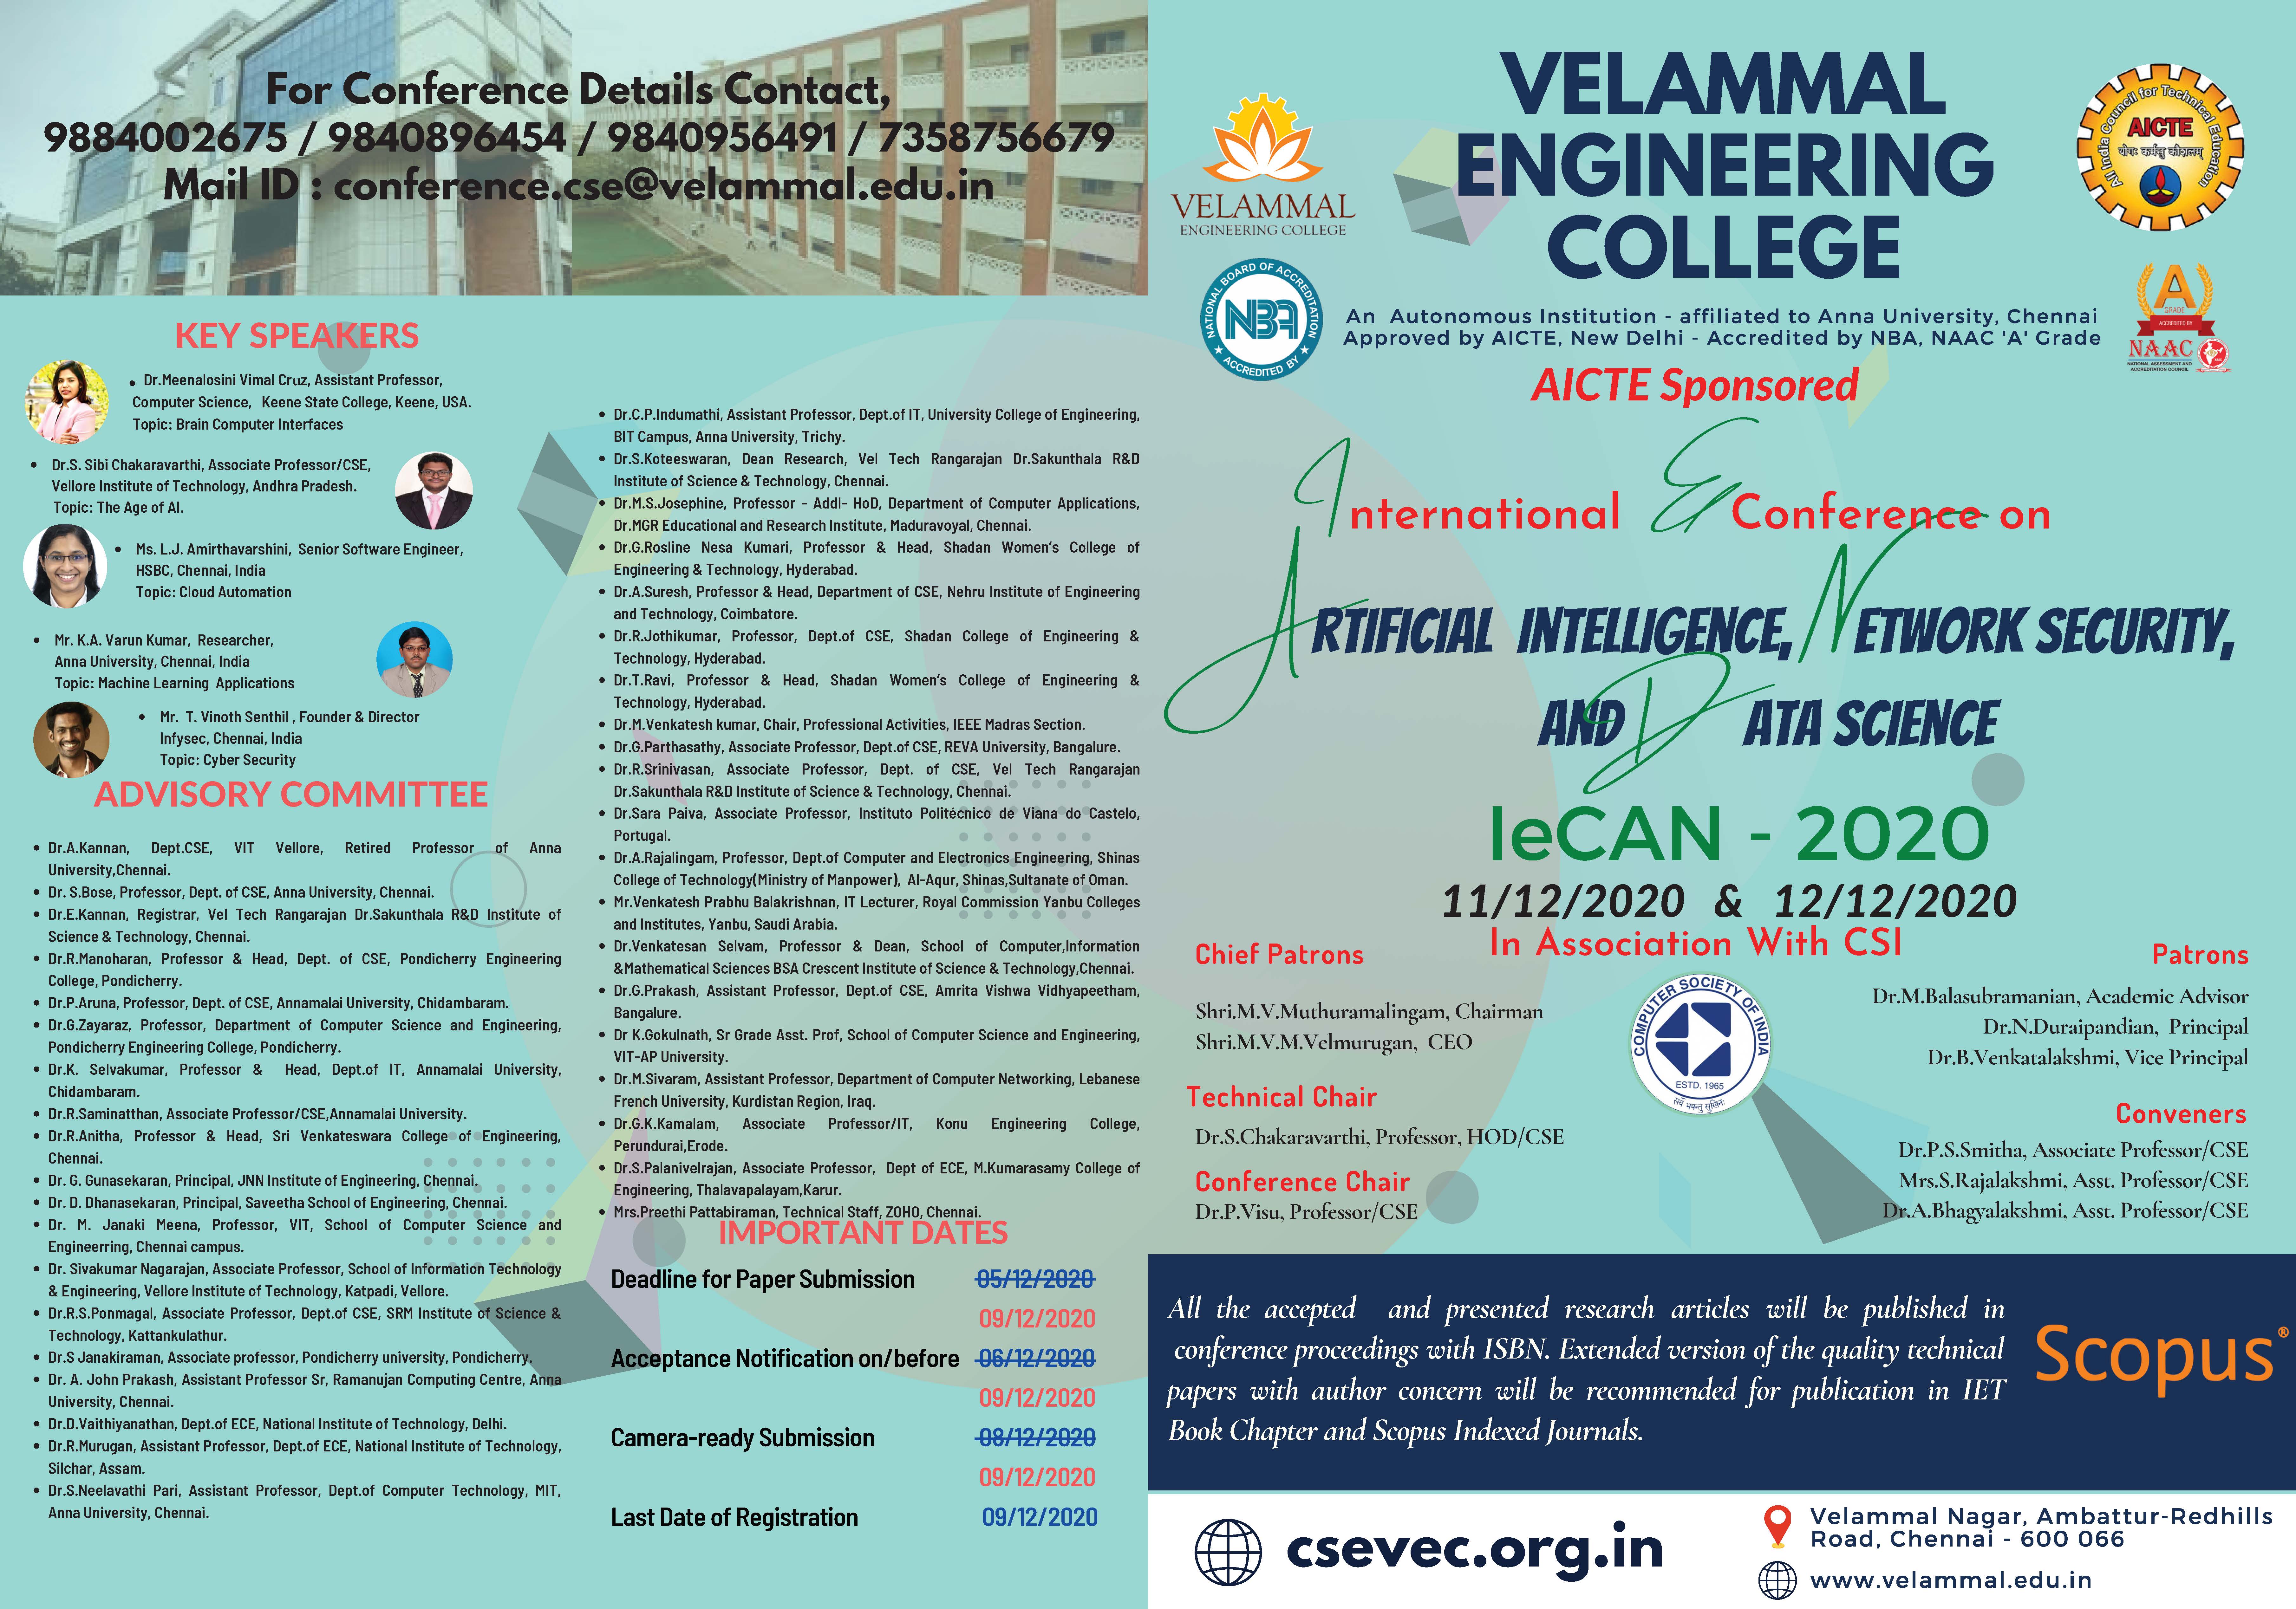 For Conference Details Contact,
9884002675 / 9840896454 / 9840956491 / 7358756679
Mail ID : conference.cse@velammal.edu.in
KEY SPEAKERS
• Dr.Meenalosini Vimal Cruz, Assistant Professor,
Computer Science, Keene State College, Keene, USA.
Topic: Brain Computer Interfaces
• Dr.S. Sibi Chakaravarthi, Associate Professor/CSE,
Vellore Institute of Technology, Andhra Pradesh.
Topic: The Age of AI.
• Ms. L.J. Amirthavarshini, Senior Software Engineer,
HSBC, Chennai, India
Topic: Cloud Automation
• Mr. K.A. Varun Kumar, Researcher,
Anna University, Chennai, India
Topic: Machine Learning Applications
• Mr. T. Vinoth Senthil , Founder & Director
Infysec, Chennai, India
Topic: Cyber Security
ADVISORY COMMITTEE
• Dr.A.Kannan, Dept.CSE, VIT Vellore, Retired Professor of Anna
University,Chennai.
• Dr. S.Bose, Professor, Dept. of CSE, Anna University, Chennai.
• Dr.E.Kannan, Registrar, Vel Tech Rangarajan Dr.Sakunthala R&D Institute of
Science & Technology, Chennai.
• Dr.R.Manoharan, Professor & Head, Dept. of CSE, Pondicherry Engineering
College, Pondicherry.
• Dr.P.Aruna, Professor, Dept. of CSE, Annamalai University, Chidambaram.
• Dr.G.Zayaraz, Professor, Department of Computer Science and Engineering,
Pondicherry Engineering College, Pondicherry.
• Dr.K. Selvakumar, Professor & Head, Dept.of IT, Annamalai University,
Chidambaram.
• Dr.R.Saminatthan, Associate Professor/CSE,Annamalai University.
• Dr.R.Anitha, Professor & Head, Sri Venkateswara College of Engineering,
Chennai.
• Dr. G. Gunasekaran, Principal, JNN Institute of Engineering, Chennai.
• Dr. D. Dhanasekaran, Principal, Saveetha School of Engineering, Chennai.
• Dr. M. Janaki Meena, Professor, VIT, School of Computer Science and
Engineerring, Chennai campus.
• Dr. Sivakumar Nagarajan, Associate Professor, School of Information Technology
& Engineering, Vellore Institute of Technology, Katpadi, Vellore.
• Dr.R.S.Ponmagal, Associate Professor, Dept.of CSE, SRM Institute of Science &
Technology, Kattankulathur.
• Dr.S Janakiraman, Associate professor, Pondicherry university, Pondicherry.
• Dr. A. John Prakash, Assistant Professor Sr, Ramanujan Computing Centre, Anna
University, Chennai.
• Dr.D.Vaithiyanathan, Dept.of ECE, National Institute of Technology, Delhi.
• Dr.R.Murugan, Assistant Professor, Dept.of ECE, National Institute of Technology,
Silchar, Assam.
• Dr.S.Neelavathi Pari, Assistant Professor, Dept.of Computer Technology, MIT,
Anna University, Chennai.
• Dr.C.P.Indumathi, Assistant Professor, Dept.of IT, University College of Engineering,
BIT Campus, Anna University, Trichy.
• Dr.S.Koteeswaran, Dean Research, Vel Tech Rangarajan Dr.Sakunthala R&D
Institute of Science & Technology, Chennai.
• Dr.M.S.Josephine, Professor - Addl- HoD, Department of Computer Applications,
Dr.MGR Educational and Research Institute, Maduravoyal, Chennai.
• Dr.G.Rosline Nesa Kumari, Professor & Head, Shadan Women's College of
Engineering & Technology, Hyderabad.
• Dr.A.Suresh, Professor & Head, Department of CSE, Nehru Institute of Engineering
and Technology, Coimbatore.
• Dr.R.Jothikumar, Professor, Dept.of CSE, Shadan College of Engineering &
Technology, Hyderabad.
• Dr.T.Ravi, Professor & Head, Shadan Women's College of Engineering &
Technology, Hyderabad.
• Dr.M.Venkatesh kumar, Chair, Professional Activities, IEEE Madras Section.
• Dr.G.Parthasathy, Associate Professor, Dept.of CSE, REVA University, Bangalure.
• Dr.R.Srinivasan, Associate Professor, Dept. of CSE, Vel Tech Rangarajan
Dr.Sakunthala R&D Institute of Science & Technology, Chennai.
• Dr.Sara Paiva, Associate Professor, Instituto Politécnico de Viana do Castelo,
Portugal.
• Dr.A.Rajalingam, Professor, Dept.of Computer and Electronics Engineering, Shinas
College of Technology(Ministry of Manpower), Al-Aqur, Shinas,Sultanate of Oman.
• Mr.Venkatesh Prabhu Balakrishnan, IT Lecturer, Royal Commission Yanbu Colleges
and Institutes, Yanbu, Saudi Arabia.
• Dr.Venkatesan Selvam, Professor & Dean, School of Computer,Information
&Mathematical Sciences BSA Crescent Institute of Science & Technology,Chennai.
• Dr.G.Prakash, Assistant Professor, Dept.of CSE, Amrita Vishwa Vidhyapeetham,
Bangalure.
• Dr K.Gokulnath, Sr Grade Asst. Prof, School of Computer Science and Engineering,
VIT-AP University.
• Dr.M.Sivaram, Assistant Professor, Department of Computer Networking, Lebanese
French University, Kurdistan Region, Iraq.
• Dr.G.K.Kamalam, Associate Professor/IT, Konu Engineering College,
Perundurai,Erode.
• Dr.S.Palanivelrajan, Associate Professor, Dept of ECE, M.Kumarasamy College of
Engineering, Thalavapalayam,Karur.
• Mrs.Preethi Pattabiraman, Technical Staff, ZOHO, Chennai.
IMPORTANT DATES
Deadline for Paper Submission 05/12/2020
09/12/2020
Acceptance Notification on/before 06/12/2020
09/12/2020
Camera-ready Submission 08/12/2020
09/12/2020
Last Date of Registration 09/12/2020
VELAMMAL
ENGINEERING
COLLEGE
VELAMMAL
ENGINEERING COLLEGE
All India Council for Technical Education
AICTE
योगः कर्मसु कौशलम्
NATIONAL BOARD OF ACCREDITATION
NBA
★ ACCREDITED BY ★
A
GRADE
ACCREDITED BY
NAAC
NATIONAL ASSESSMENT AND
ACCREDITATION COUNCIL
An Autonomous Institution - affiliated to Anna University, Chennai
Approved by AICTE, New Delhi - Accredited by NBA, NAAC 'A' Grade
AICTE Sponsored
International E Conference on
ARTIFICIAL INTELLIGENCE, NETWORK SECURITY,
AND DATA SCIENCE
IeCAN - 2020
11/12/2020 & 12/12/2020
In Association With CSI
COMPUTER SOCIETY OF INDIA
ESTD. 1965
Chief Patrons
Shri.M.V.Muthuramalingam, Chairman
Shri.M.V.M.Velmurugan, CEO
Technical Chair
Dr.S.Chakaravarthi, Professor, HOD/CSE
Conference Chair
Dr.P.Visu, Professor/CSE
Patrons
Dr.M.Balasubramanian, Academic Advisor
Dr.N.Duraipandian, Principal
Dr.B.Venkatalakshmi, Vice Principal
Conveners
Dr.P.S.Smitha, Associate Professor/CSE
Mrs.S.Rajalakshmi, Asst. Professor/CSE
Dr.A.Bhagyalakshmi, Asst. Professor/CSE
All the accepted and presented research articles will be published in
conference proceedings with ISBN. Extended version of the quality technical
papers with author concern will be recommended for publication in IET
Book Chapter and Scopus Indexed Journals.
Scopus®
csevec.org.in
Velammal Nagar, Ambattur-Redhills
Road, Chennai - 600 066
www.velammal.edu.in